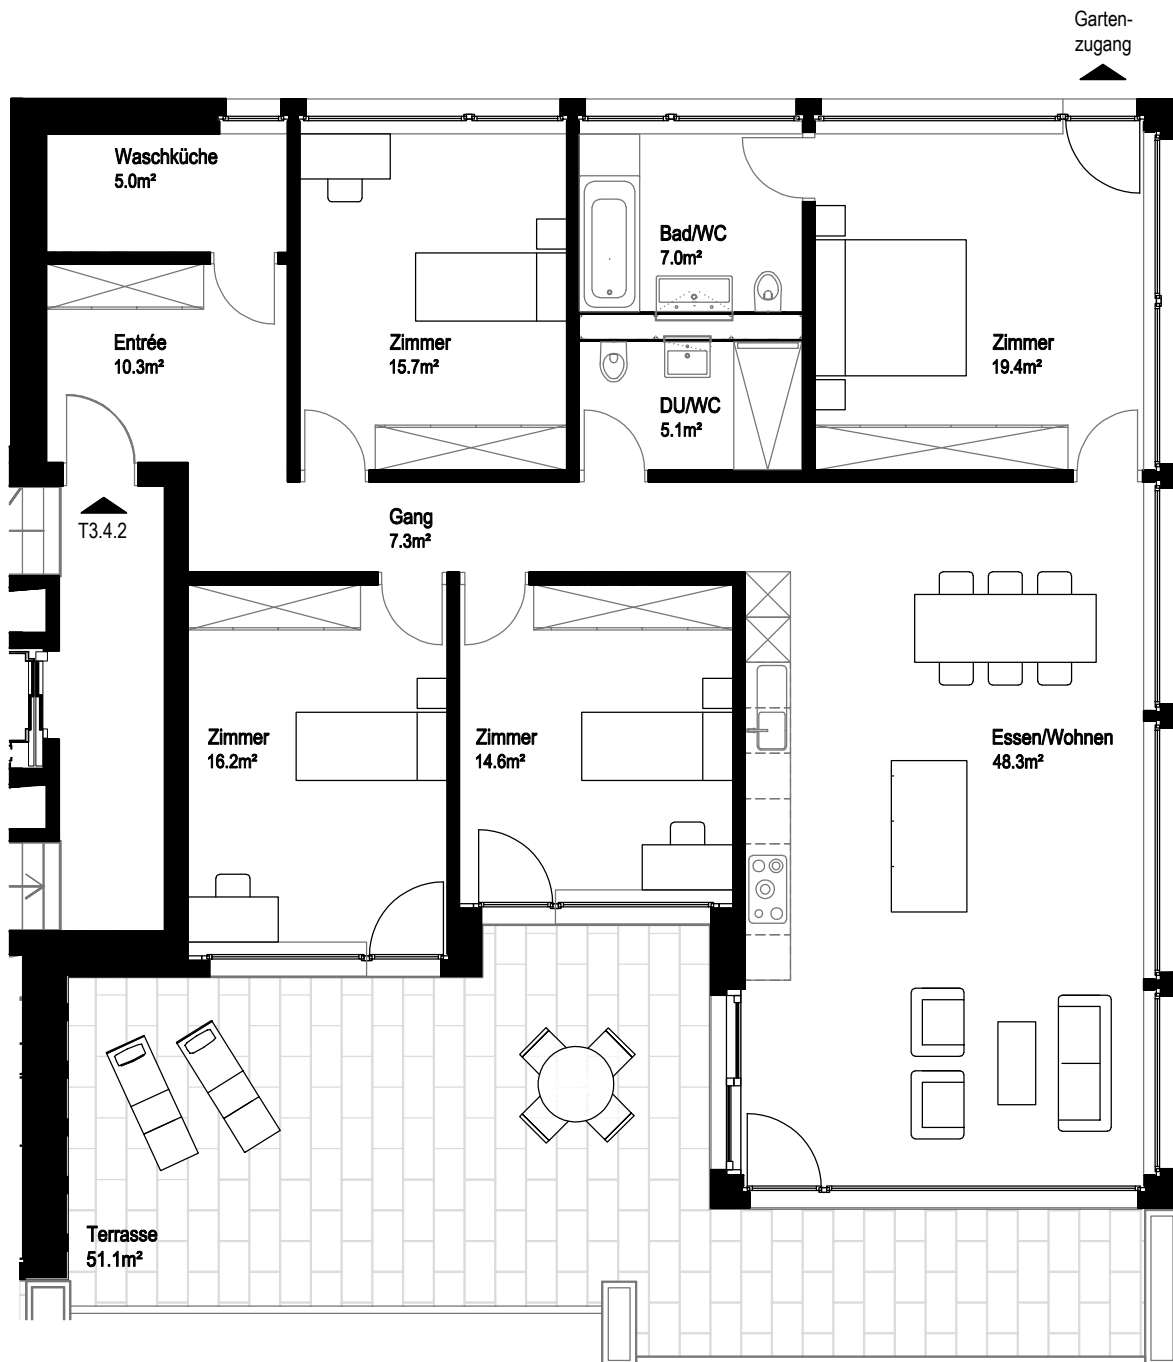 Garten-
zugang
Waschküche
5.0m²
Bad/WC
7.0m²
Entrée
10.3m²
Zimmer
15.7m²
Zimmer
19.4m²
DU/WC
5.1m²
T3.4.2
Gang
7.3m²
Zimmer
16.2m²
Zimmer
14.6m²
Essen/Wohnen
48.3m²
Terrasse
51.1m²